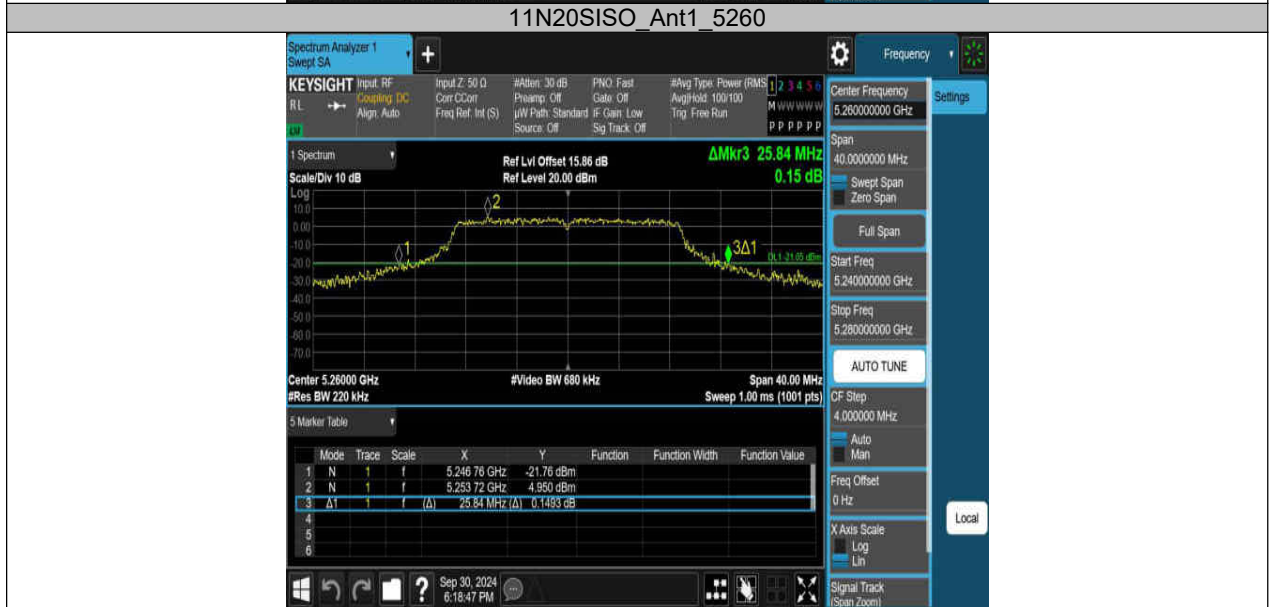 11N20SISO_Ant1_5260
Spectrum Analyzer 1
Swept SA
+
Frequency
KEYSIGHT
RL
LM
Input: RF
Coupling: DC
Align: Auto
Input Z: 50 Ω
Corr CCorr
Freq Ref: Int (S)
#Atten: 30 dB
Preamp: Off
µW Path: Standard
Source: Off
PNO: Fast
Gate: Off
IF Gain: Low
Sig Track: Off
#Avg Type: Power (RMS
Avg|Hold: 100/100
Trig: Free Run
1 2 3 4 5 6
M W W W W W
P P P P P P
Center Frequency
5.260000000 GHz
Settings
Span
40.0000000 MHz
Swept Span
Zero Span
Full Span
Start Freq
5.240000000 GHz
Stop Freq
5.280000000 GHz
AUTO TUNE
CF Step
4.000000 MHz
Auto
Man
Freq Offset
0 Hz
X Axis Scale
Log
Lin
Signal Track
(Span Zoom)
Local
1 Spectrum
Scale/Div 10 dB
Ref Lvl Offset 15.86 dB
Ref Level 20.00 dBm
ΔMkr3 25.84 MHz
0.15 dB
Log
10.0
0.00
-10.0
-20.0
-30.0
-40.0
-50.0
-60.0
-70.0
1
2
3Δ1
DL1 -21.05 dBm
Center 5.26000 GHz
#Res BW 220 kHz
#Video BW 680 kHz
Span 40.00 MHz
Sweep 1.00 ms (1001 pts)
5 Marker Table
Mode Trace Scale X Y Function Function Width Function Value
1 N 1 f 5.246 76 GHz -21.76 dBm
2 N 1 f 5.253 72 GHz 4.950 dBm
3 Δ1 1 f (Δ) 25.84 MHz (Δ) 0.1493 dB
4
5
6
?
Sep 30, 2024
6:18:47 PM